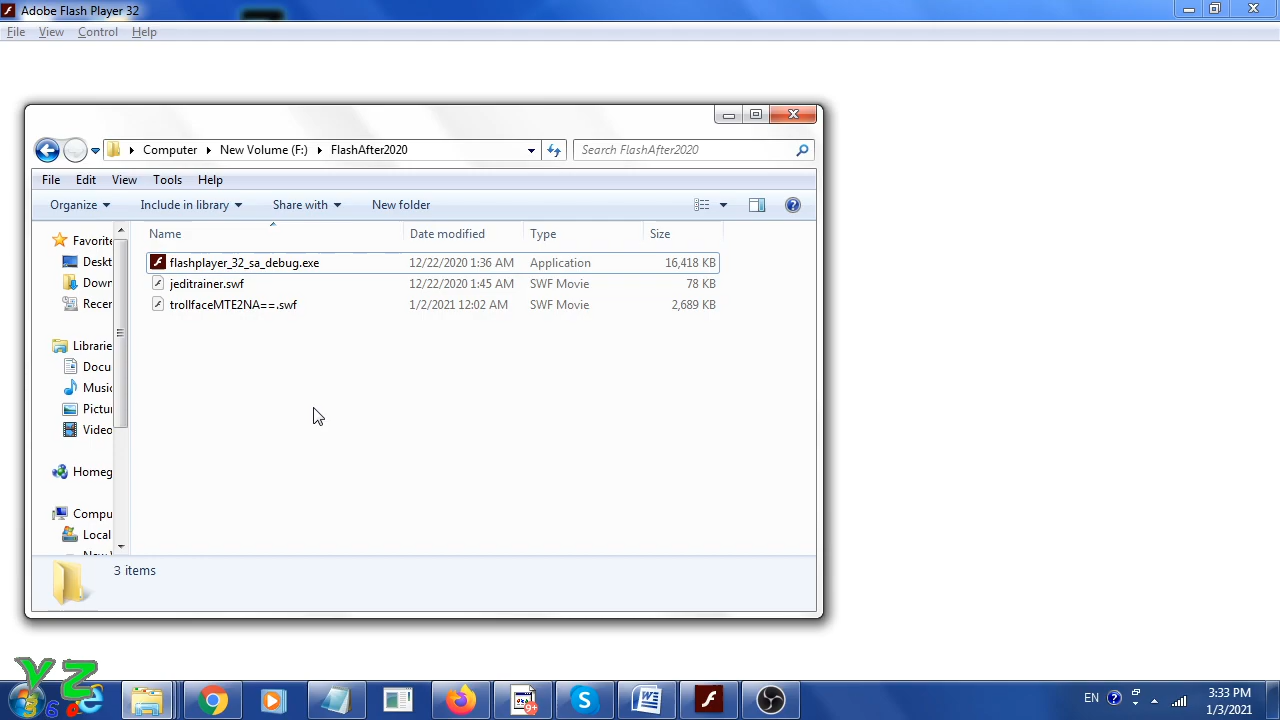 Adobe Flash Player 32
File View Control Help
Computer New Volume (F:) FlashAfter2020 Search FlashAfter2020
File Edit View Tools Help
Organize Include in library Share with New folder
Name Date modified Type Size
Favorite
flashplayer_32_sa_debug.exe 12/22/2020 1:36 AM Application 16,418 KB
Deskt
jeditrainer.swf 12/22/2020 1:45 AM SWF Movie 78 KB
Down
trollfaceMTE2NA==.swf 1/2/2021 12:02 AM SWF Movie 2,689 KB
Recer
Librarie
Docu
Music
Pictu
Video
Homeg
Compu
Local
3 items
YZ
EN 3:33 PM
1/3/2021